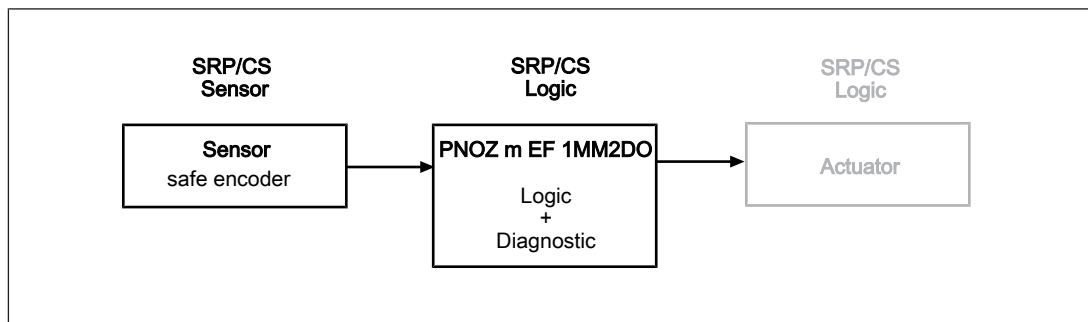 SRP/CS
Sensor
SRP/CS
Logic
SRP/CS
Logic
Sensor
safe encoder
PNOZ m EF 1MM2DO
Logic
+
Diagnostic
Actuator